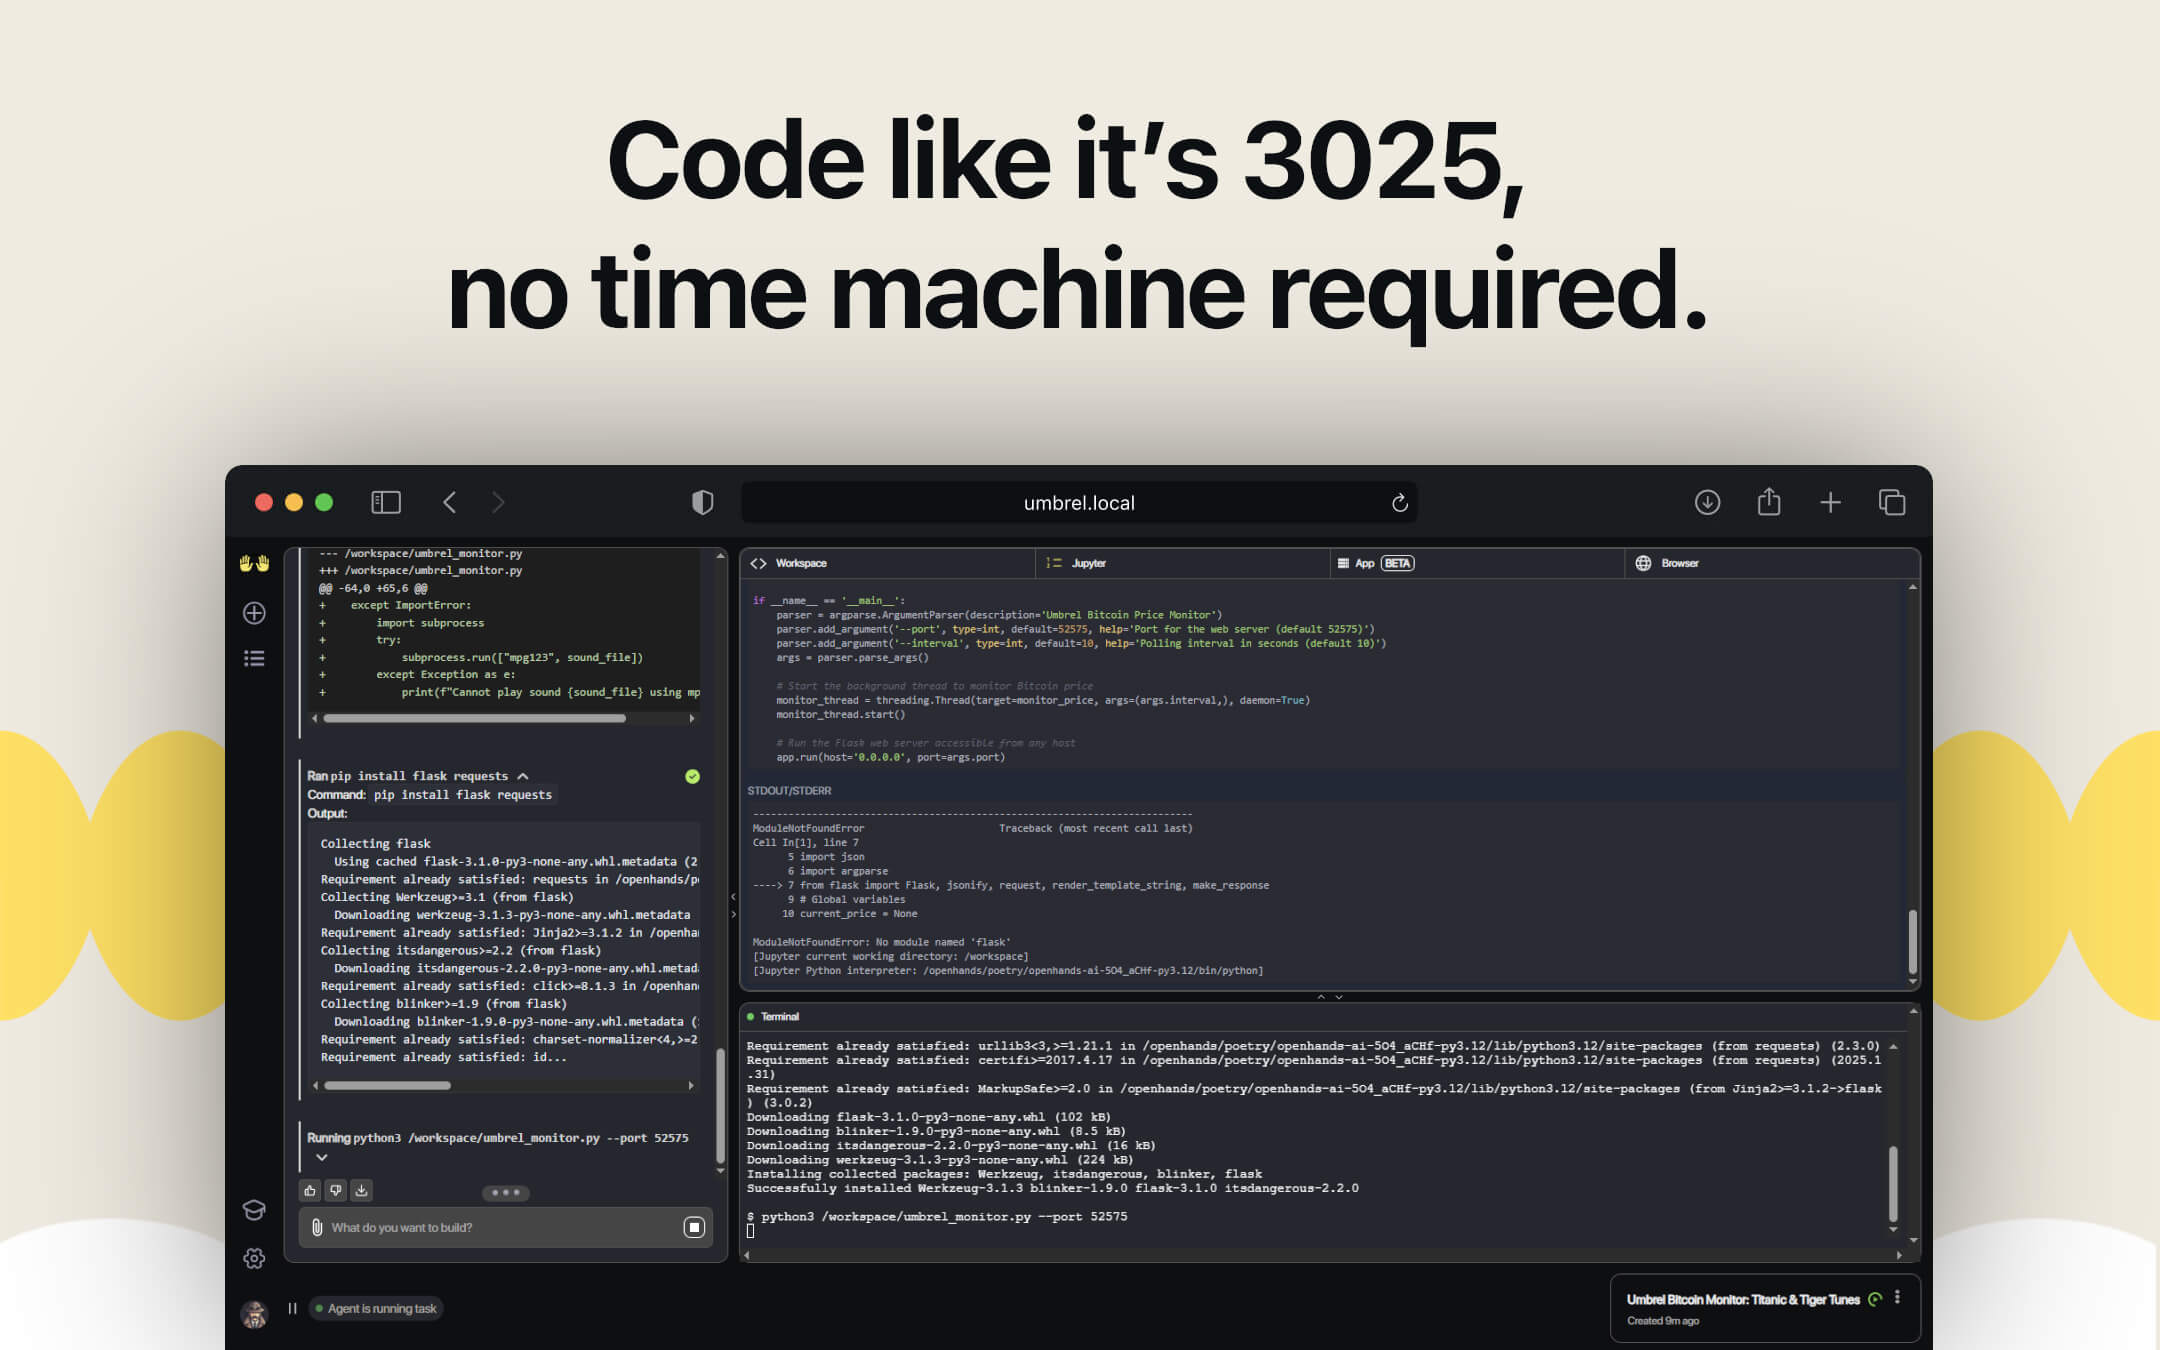 Code like it’s 3025,
no time machine required.
umbrel.local
--- /workspace/umbrel_monitor.py
+++ /workspace/umbrel_monitor.py
@@ -64,0 +65,6 @@
+    except ImportError:
+        import subprocess
+        try:
+            subprocess.run(["mpg123", sound_file])
+        except Exception as e:
+            print(f"Cannot play sound {sound_file} using mp
Ran pip install flask requests
Command: pip install flask requests
Output:
Collecting flask
  Using cached flask-3.1.0-py3-none-any.whl.metadata (2
Requirement already satisfied: requests in /openhands/p
Collecting Werkzeug>=3.1 (from flask)
  Downloading werkzeug-3.1.3-py3-none-any.whl.metadata
Requirement already satisfied: Jinja2>=3.1.2 in /openha
Collecting itsdangerous>=2.2 (from flask)
  Downloading itsdangerous-2.2.0-py3-none-any.whl.metad
Requirement already satisfied: click>=8.1.3 in /openhan
Collecting blinker>=1.9 (from flask)
  Downloading blinker-1.9.0-py3-none-any.whl.metadata (
Requirement already satisfied: charset-normalizer<4,>=2
Requirement already satisfied: id...
Running python3 /workspace/umbrel_monitor.py --port 52575
What do you want to build?
Agent is running task
Workspace
Jupyter
App BETA
Browser
if __name__ == '__main__':
    parser = argparse.ArgumentParser(description='Umbrel Bitcoin Price Monitor')
    parser.add_argument('--port', type=int, default=52575, help='Port for the web server (default 52575)')
    parser.add_argument('--interval', type=int, default=10, help='Polling interval in seconds (default 10)')
    args = parser.parse_args()
    # Start the background thread to monitor Bitcoin price
    monitor_thread = threading.Thread(target=monitor_price, args=(args.interval,), daemon=True)
    monitor_thread.start()
    # Run the Flask web server accessible from any host
    app.run(host='0.0.0.0', port=args.port)
STDOUT/STDERR
---------------------------------------------------------------------------
ModuleNotFoundError                       Traceback (most recent call last)
Cell In[1], line 7
      5 import json
      6 import argparse
----> 7 from flask import Flask, jsonify, request, render_template_string, make_response
      9 # Global variables
     10 current_price = None
ModuleNotFoundError: No module named 'flask'
[Jupyter current working directory: /workspace]
[Jupyter Python interpreter: /openhands/poetry/openhands-ai-5O4_aCHf-py3.12/bin/python]
Terminal
Requirement already satisfied: urllib3<3,>=1.21.1 in /openhands/poetry/openhands-ai-5O4_aCHf-py3.12/lib/python3.12/site-packages (from requests) (2.3.0)
Requirement already satisfied: certifi>=2017.4.17 in /openhands/poetry/openhands-ai-5O4_aCHf-py3.12/lib/python3.12/site-packages (from requests) (2025.1
.31)
Requirement already satisfied: MarkupSafe>=2.0 in /openhands/poetry/openhands-ai-5O4_aCHf-py3.12/lib/python3.12/site-packages (from Jinja2>=3.1.2->flask
) (3.0.2)
Downloading flask-3.1.0-py3-none-any.whl (102 kB)
Downloading blinker-1.9.0-py3-none-any.whl (8.5 kB)
Downloading itsdangerous-2.2.0-py3-none-any.whl (16 kB)
Downloading werkzeug-3.1.3-py3-none-any.whl (224 kB)
Installing collected packages: Werkzeug, itsdangerous, blinker, flask
Successfully installed Werkzeug-3.1.3 blinker-1.9.0 flask-3.1.0 itsdangerous-2.2.0
$ python3 /workspace/umbrel_monitor.py --port 52575
Umbrel Bitcoin Monitor: Titanic & Tiger Tunes
Created 9m ago